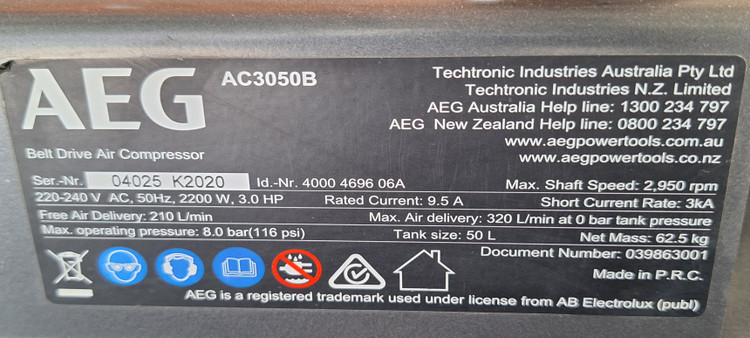 AEG AC3050B
Techtronic Industries Australia Pty Ltd
Techtronic Industries N.Z. Limited
AEG Australia Help line: 1300 234 797
AEG New Zealand Help line: 0800 234 797
www.aegpowertools.com.au
www.aegpowertools.co.nz
Belt Drive Air Compressor
Ser.-Nr. 04025 K2020 Id.-Nr. 4000 4696 06A Max. Shaft Speed: 2,950 rpm
220-240 V AC, 50Hz, 2200 W, 3.0 HP Rated Current: 9.5 A Short Current Rate: 3kA
Free Air Delivery: 210 L/min Max. Air delivery: 320 L/min at 0 bar tank pressure
Max. operating pressure: 8.0 bar(116 psi) Tank size: 50 L Net Mass: 62.5 kg
Document Number: 039863001
Made in P.R.C.
AEG is a registered trademark used under license from AB Electrolux (publ)